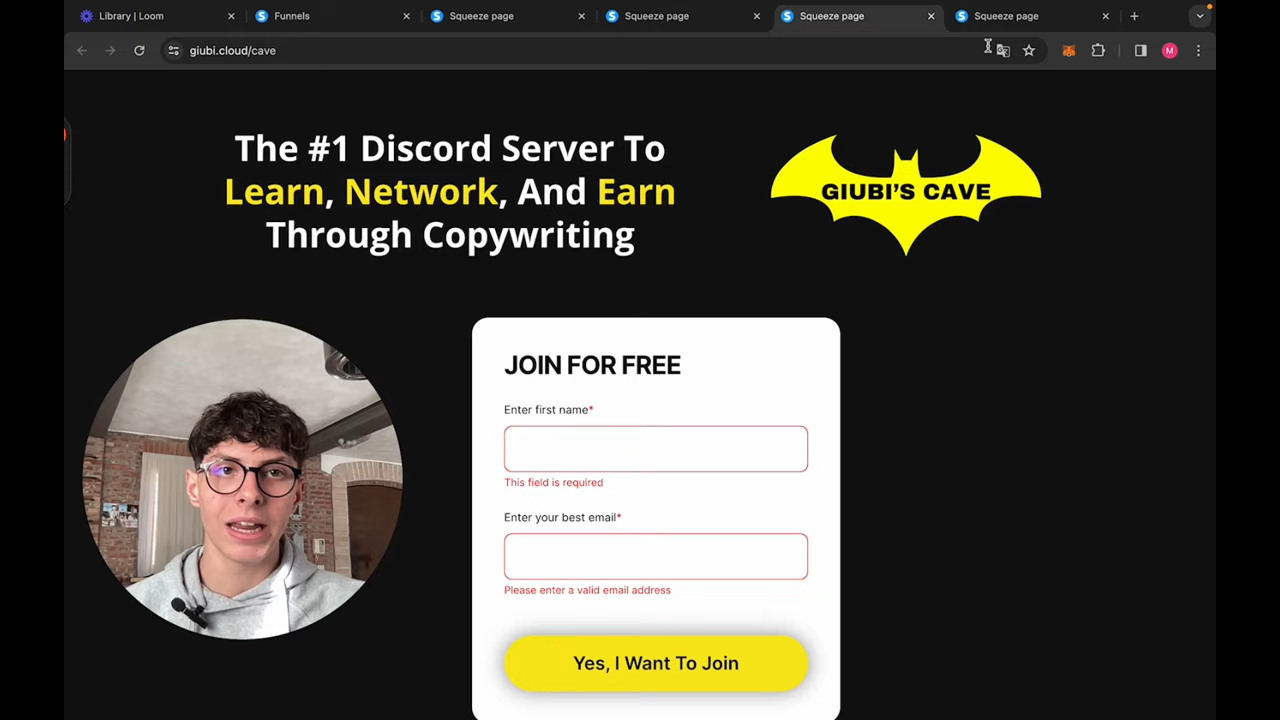 Library | Loom
Funnels
Squeeze page
Squeeze page
Squeeze page
Squeeze page
giubi.cloud/cave
M
The #1 Discord Server To
Learn, Network, And Earn
Through Copywriting
GIUBI'S CAVE
JOIN FOR FREE
Enter first name*
This field is required
Enter your best email*
Please enter a valid email address
Yes, I Want To Join